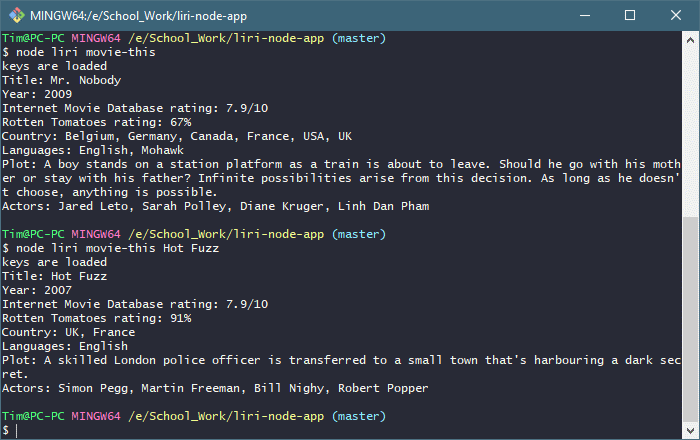 MINGW64:/e/School_Work/liri-node-app
Tim@PC-PC MINGW64 /e/School_Work/liri-node-app (master)
$ node liri movie-this
keys are loaded
Title: Mr. Nobody
Year: 2009
Internet Movie Database rating: 7.9/10
Rotten Tomatoes rating: 67%
Country: Belgium, Germany, Canada, France, USA, UK
Languages: English, Mohawk
Plot: A boy stands on a station platform as a train is about to leave. Should he go with his moth
er or stay with his father? Infinite possibilities arise from this decision. As long as he doesn'
t choose, anything is possible.
Actors: Jared Leto, Sarah Polley, Diane Kruger, Linh Dan Pham
Tim@PC-PC MINGW64 /e/School_Work/liri-node-app (master)
$ node liri movie-this Hot Fuzz
keys are loaded
Title: Hot Fuzz
Year: 2007
Internet Movie Database rating: 7.9/10
Rotten Tomatoes rating: 91%
Country: UK, France
Languages: English
Plot: A skilled London police officer is transferred to a small town that's harbouring a dark sec
ret.
Actors: Simon Pegg, Martin Freeman, Bill Nighy, Robert Popper
Tim@PC-PC MINGW64 /e/School_Work/liri-node-app (master)
$